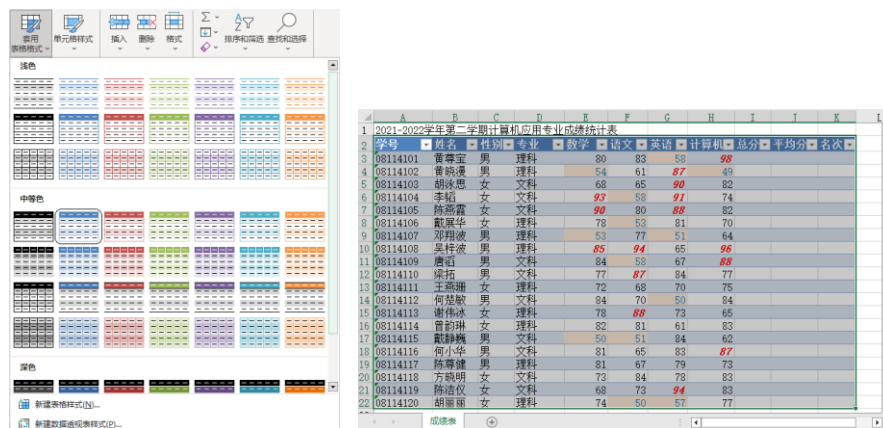 套用
表格格式
单元格样式
插入
删除
格式
排序和筛选
查找和选择
浅色
中等色
深色
新建表格样式(N)...
新建数据透视表样式(P)...
A B C D E F G H I J K L
1 2021-2022学年第二学期计算机应用专业成绩统计表
2 学号 姓名 性别 专业 数学 语文 英语 计算机 总分 平均分 名次
3 08114101 黄尊宝 男 理科 80 83 58 98
4 08114102 黄晓漫 男 文科 54 61 87 49
5 08114103 胡泳思 女 文科 68 65 90 82
6 08114104 李韬 女 文科 93 58 91 74
7 08114105 陈燕霞 女 文科 90 80 88 82
8 08114106 戴展华 女 文科 78 53 81 70
9 08114107 邓翔波 男 理科 53 77 51 64
10 08114108 吴梓波 男 理科 85 94 65 96
11 08114109 唐滔 男 文科 84 58 67 88
12 08114110 梁拓 男 文科 77 87 84 77
13 08114111 王燕珊 女 理科 72 68 70 75
14 08114112 何楚敏 男 文科 84 70 50 84
15 08114113 谢伟冰 女 理科 78 88 73 65
16 08114114 曾韵琳 女 文科 82 81 61 83
17 08114115 戴静巍 男 文科 50 51 84 62
18 08114116 何小华 男 文科 81 65 83 87
19 08114117 陈尊健 男 理科 81 67 79 73
20 08114118 方晓明 女 文科 73 84 78 83
21 08114119 陈洁仪 女 文科 68 73 94 83
22 08114120 胡丽丽 女 理科 74 50 57 77
成绩表